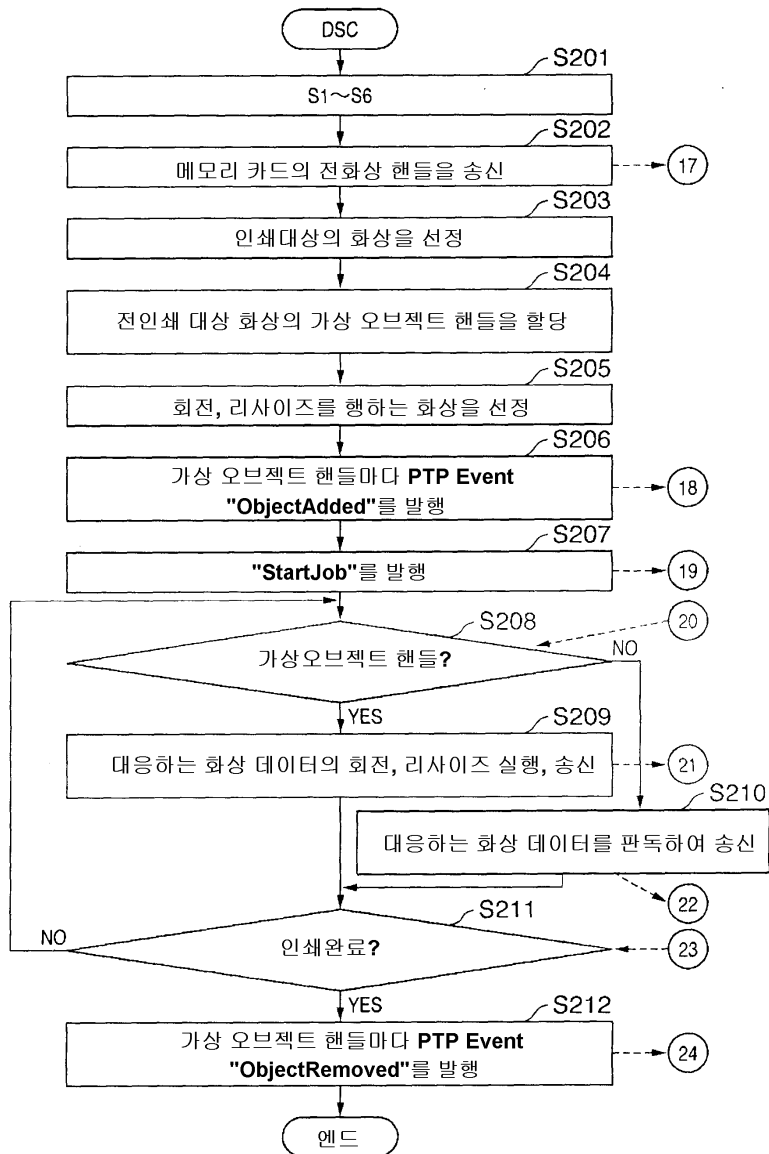 DSC
S201
S1~S6
S202
메모리 카드의 전화상 핸들을 송신
17
S203
인쇄대상의 화상을 선정
S204
전인쇄 대상 화상의 가상 오브젝트 핸들을 할당
S205
회전, 리사이즈를 행하는 화상을 선정
S206
가상 오브젝트 핸들마다 PTP Event
"ObjectAdded"를 발행
18
S207
"StartJob"를 발행
19
S208
20
가상오브젝트 핸들?
NO
YES
S209
대응하는 화상 데이터의 회전, 리사이즈 실행, 송신
21
S210
대응하는 화상 데이터를 판독하여 송신
22
S211
NO
인쇄완료?
23
YES
S212
가상 오브젝트 핸들마다 PTP Event
"ObjectRemoved"를 발행
24
엔드